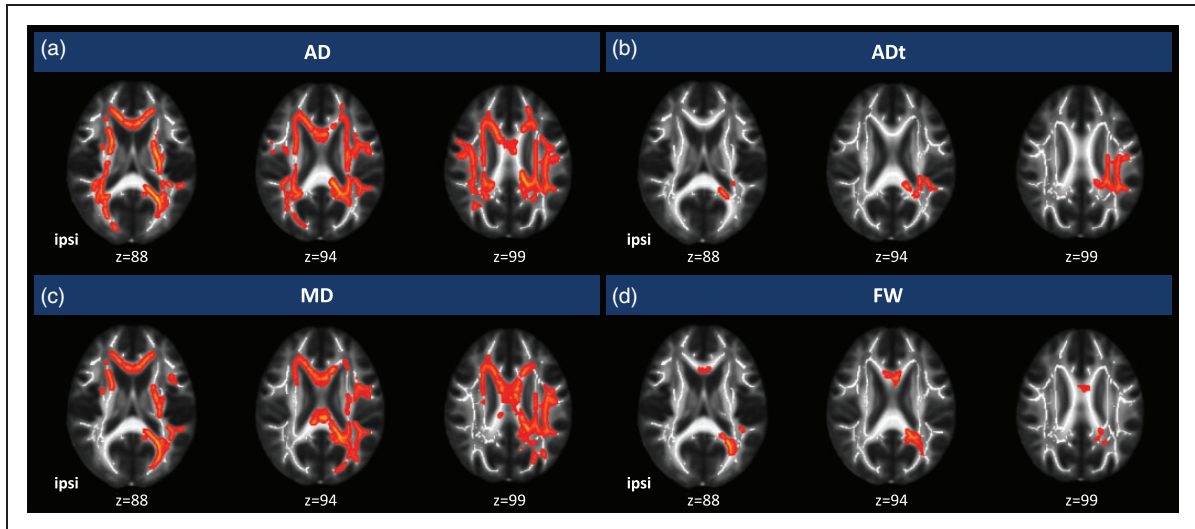 (a) AD
ipsi
z=88 z=94 z=99
(b) ADt
ipsi
z=88 z=94 z=99
(c) MD
ipsi
z=88 z=94 z=99
(d) FW
ipsi
z=88 z=94 z=99